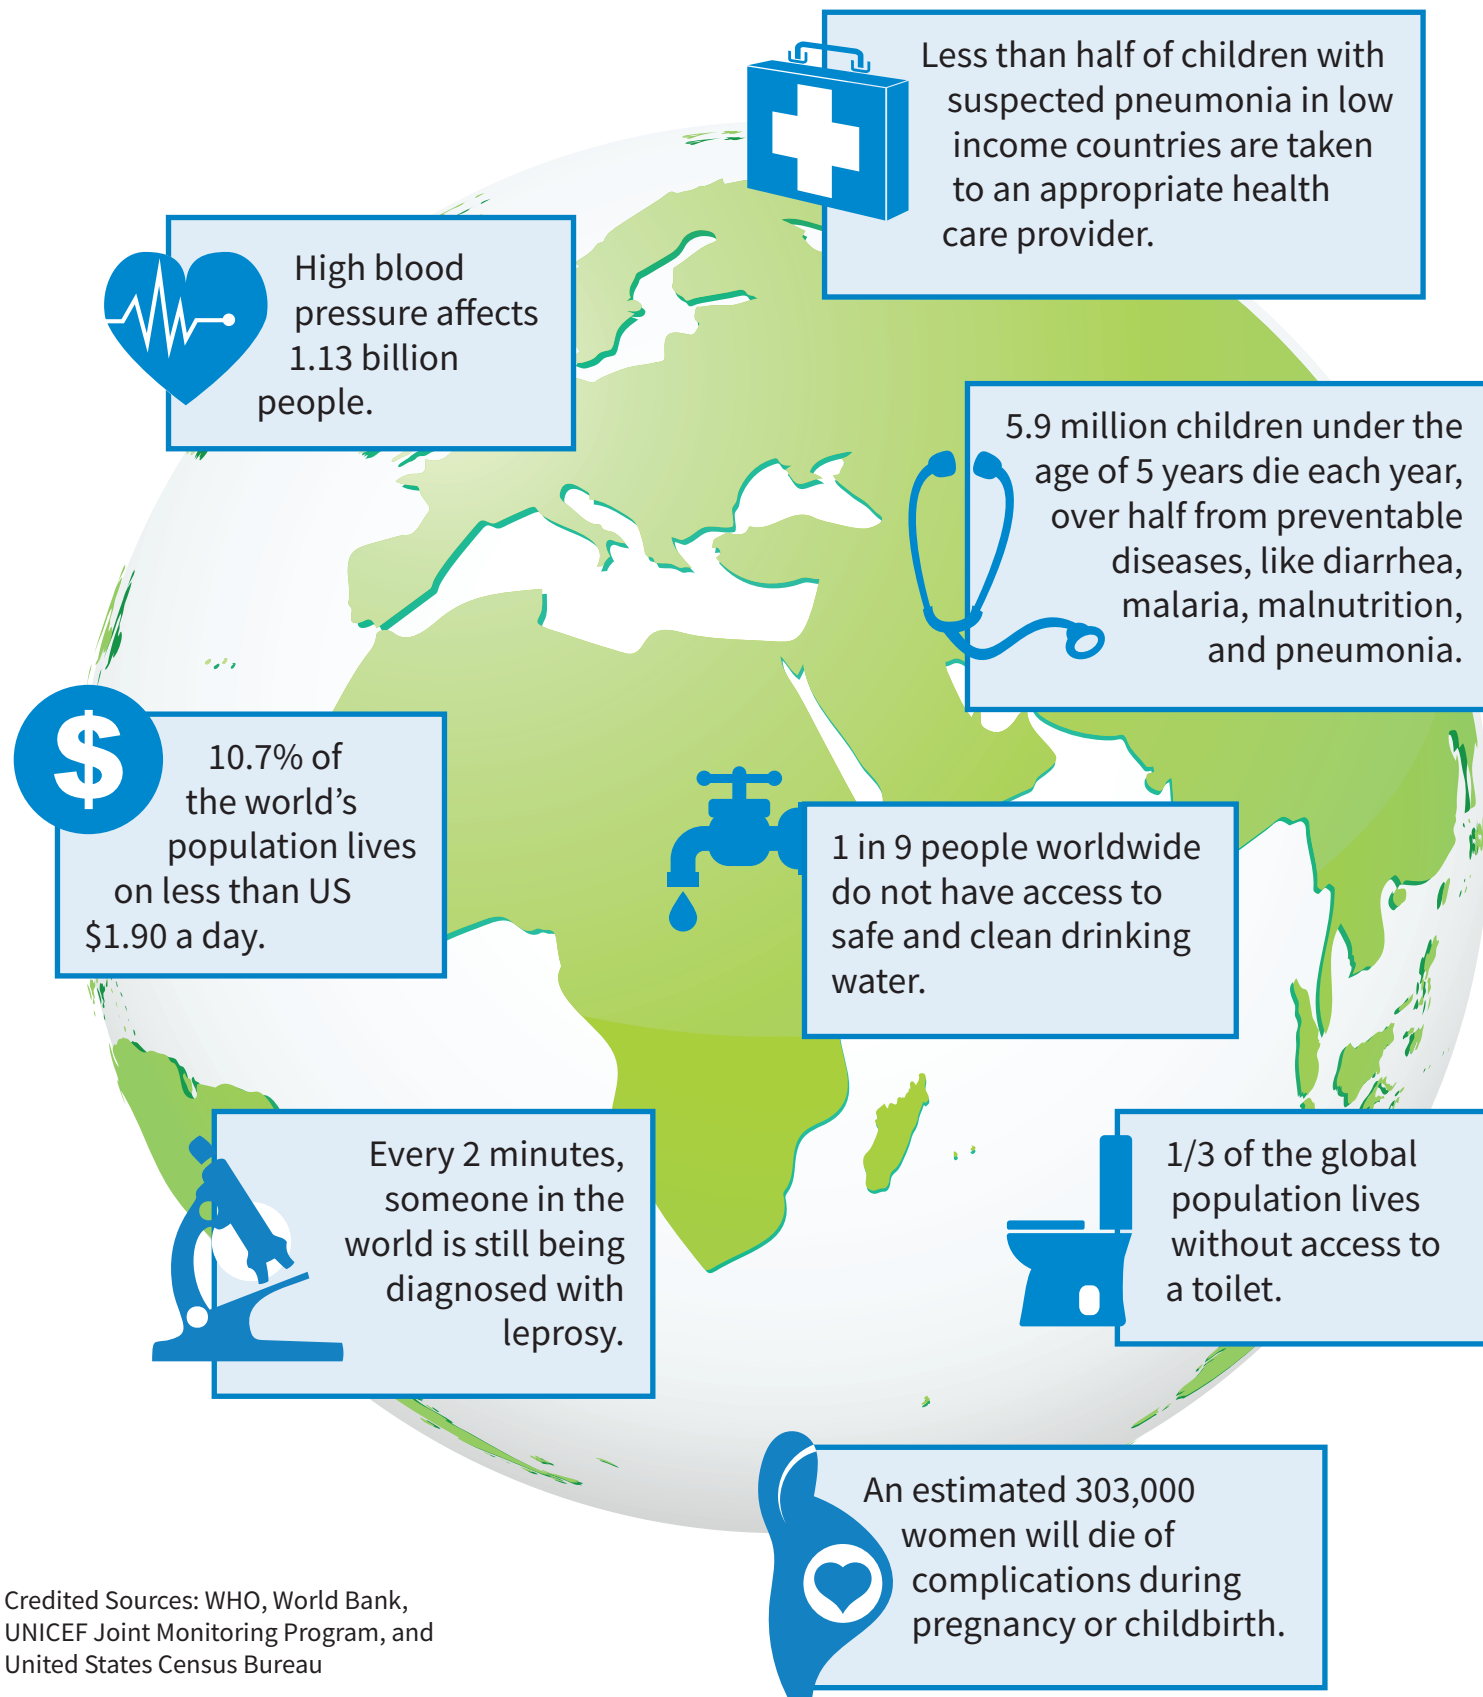 Less than half of children with
suspected pneumonia in low
income countries are taken
to an appropriate health
care provider.
High blood
pressure affects
1.13 billion
people.
5.9 million children under the
age of 5 years die each year,
over half from preventable
diseases, like diarrhea,
malaria, malnutrition,
and pneumonia.
$
10.7% of
the world’s
population lives
on less than US
$1.90 a day.
1 in 9 people worldwide
do not have access to
safe and clean drinking
water.
Every 2 minutes,
someone in the
world is still being
diagnosed with
leprosy.
1/3 of the global
population lives
without access to
a toilet.
An estimated 303,000
women will die of
complications during
pregnancy or childbirth.
Credited Sources: WHO, World Bank,
UNICEF Joint Monitoring Program, and
United States Census Bureau